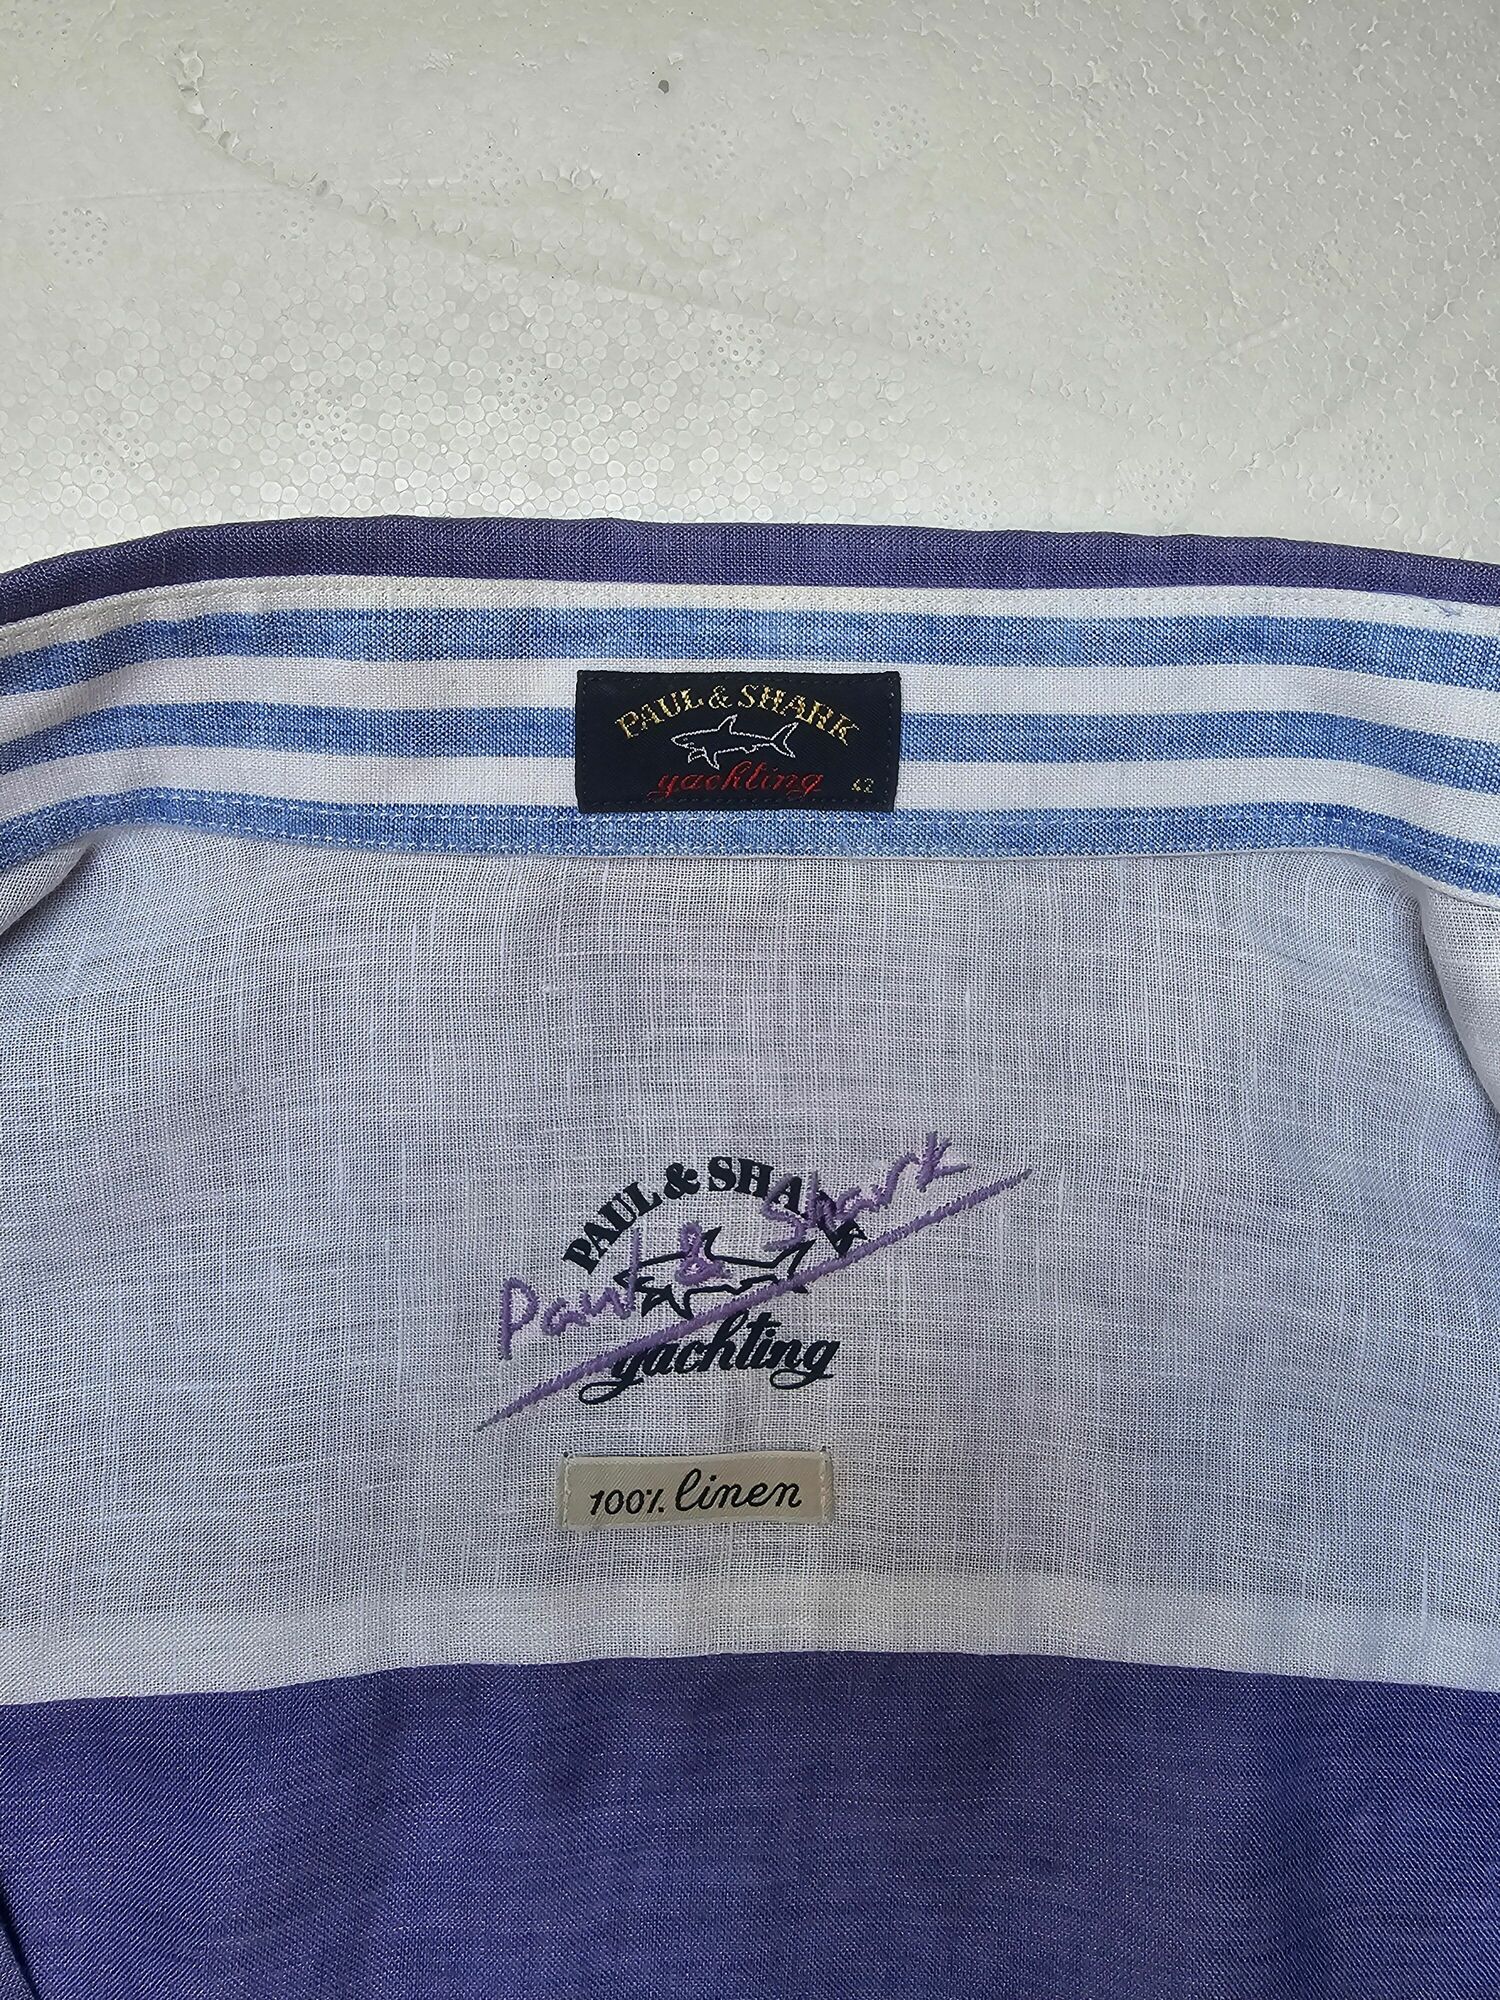 PAUL & SHARK
yachting
42
PAUL & SHARK
Paul & Shark
yachting
100% linen